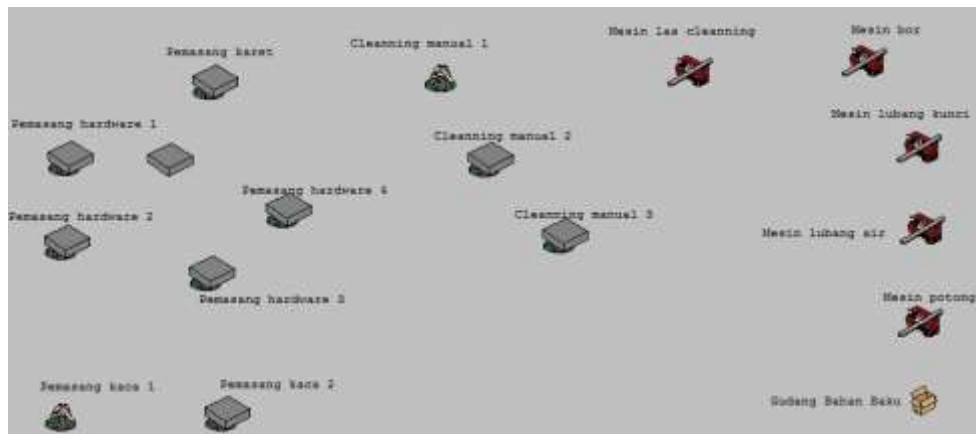 Mesin las cleanning
Mesin bor
Cleanning manual 1
Pemasang karet
Mesin lubang kunci
Pemasang hardware 1
Cleanning manual 2
Pemasang hardware 4
Pemasang hardware 2
Cleanning manual 3
Mesin lubang air
Pemasang hardware 3
Mesin potong
Pemasang kaca 1
Pemasang kaca 2
Gudang Bahan Baku